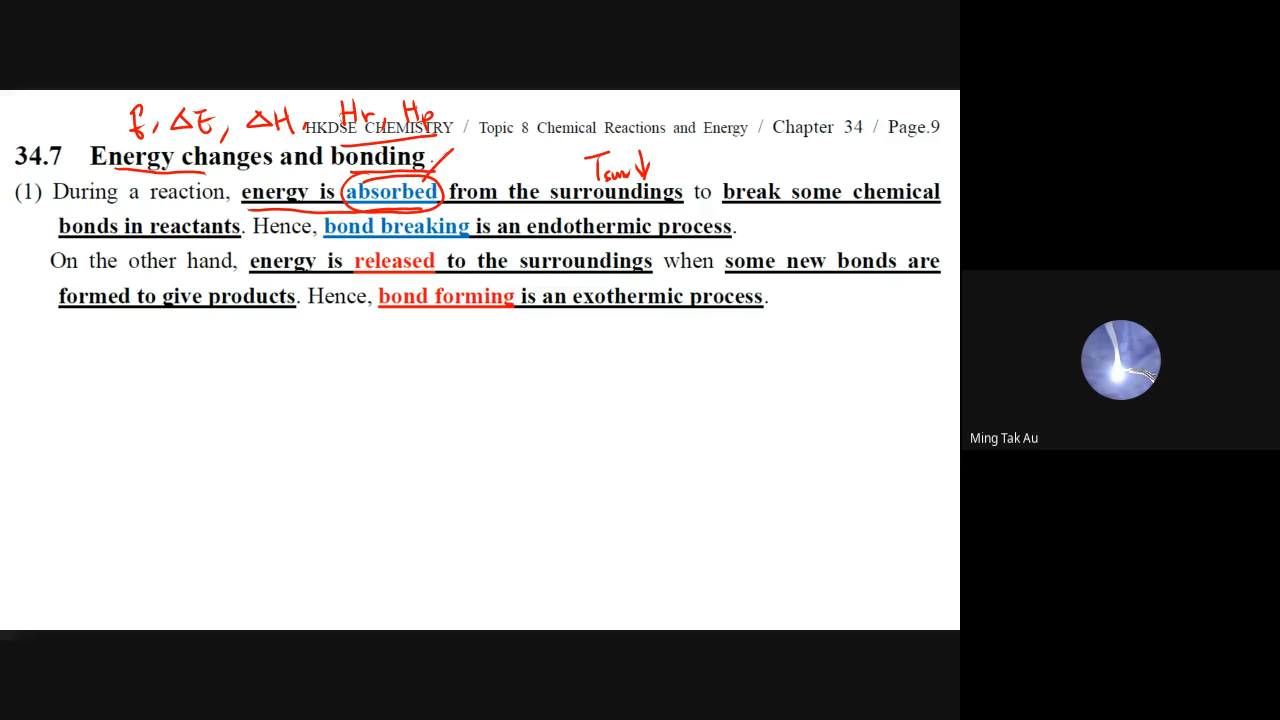 q, ΔE, ΔH, Hr, Hp
HKDSE CHEMISTRY / Topic 8 Chemical Reactions and Energy / Chapter 34 / Page.9
34.7 Energy changes and bonding
Tsurr↓
(1) During a reaction, energy is absorbed from the surroundings to break some chemical
bonds in reactants. Hence, bond breaking is an endothermic process.
On the other hand, energy is released to the surroundings when some new bonds are
formed to give products. Hence, bond forming is an exothermic process.
Ming Tak Au